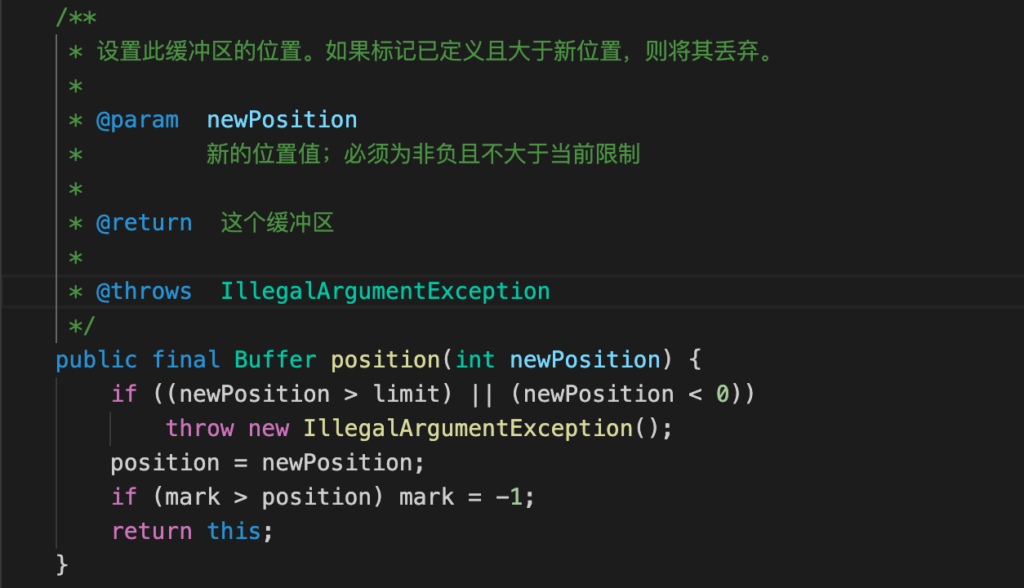 /**
 * 设置此缓冲区的位置。如果标记已定义且大于新位置，则将其丢弃。
 *
 * @param  newPosition
 *         新的位置值；必须为非负且不大于当前限制
 *
 * @return  这个缓冲区
 *
 * @throws  IllegalArgumentException
 */
public final Buffer position(int newPosition) {
    if ((newPosition > limit) || (newPosition < 0))
        throw new IllegalArgumentException();
    position = newPosition;
    if (mark > position) mark = -1;
    return this;
}